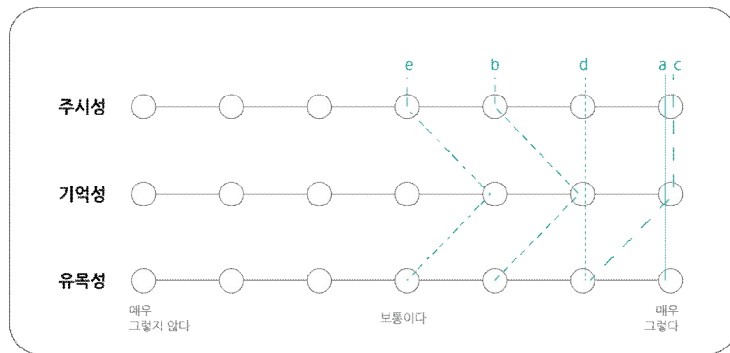 e b d a c
주시성
기억성
유목성
매우
그렇지 않다
보통이다
매우
그렇다